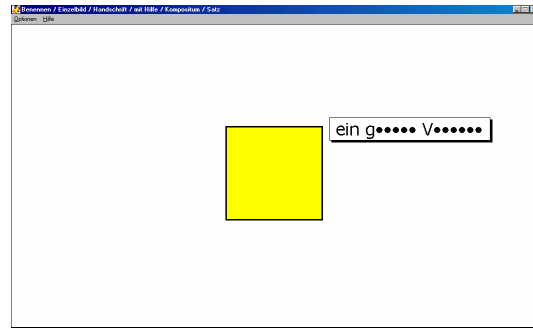 Benennen / Einzelbild / Handschrift / mit Hilfe / Kompositum / Satz
Optionen Hilfe
ein g●●●●● V●●●●●●